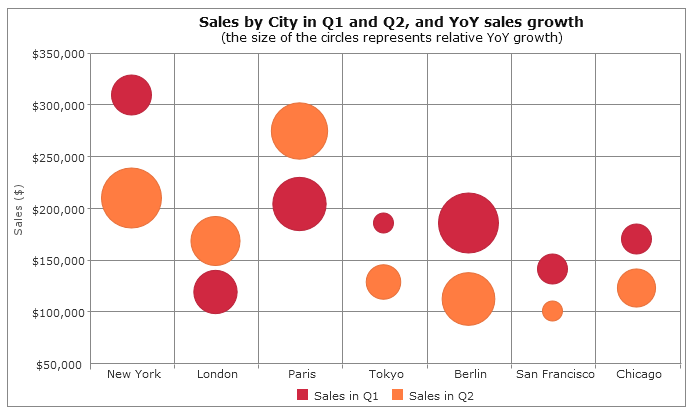 Sales by City in Q1 and Q2, and YoY sales growth
(the size of the circles represents relative YoY growth)
$350,000
$300,000
$250,000
$200,000
$150,000
$100,000
$50,000
Sales ($)
New York London Paris Tokyo Berlin San Francisco Chicago
Sales in Q1 Sales in Q2